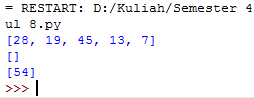 = RESTART: D:/Kuliah/Semester 4
ul 8.py
[28, 19, 45, 13, 7]
[]
[54]
>>>